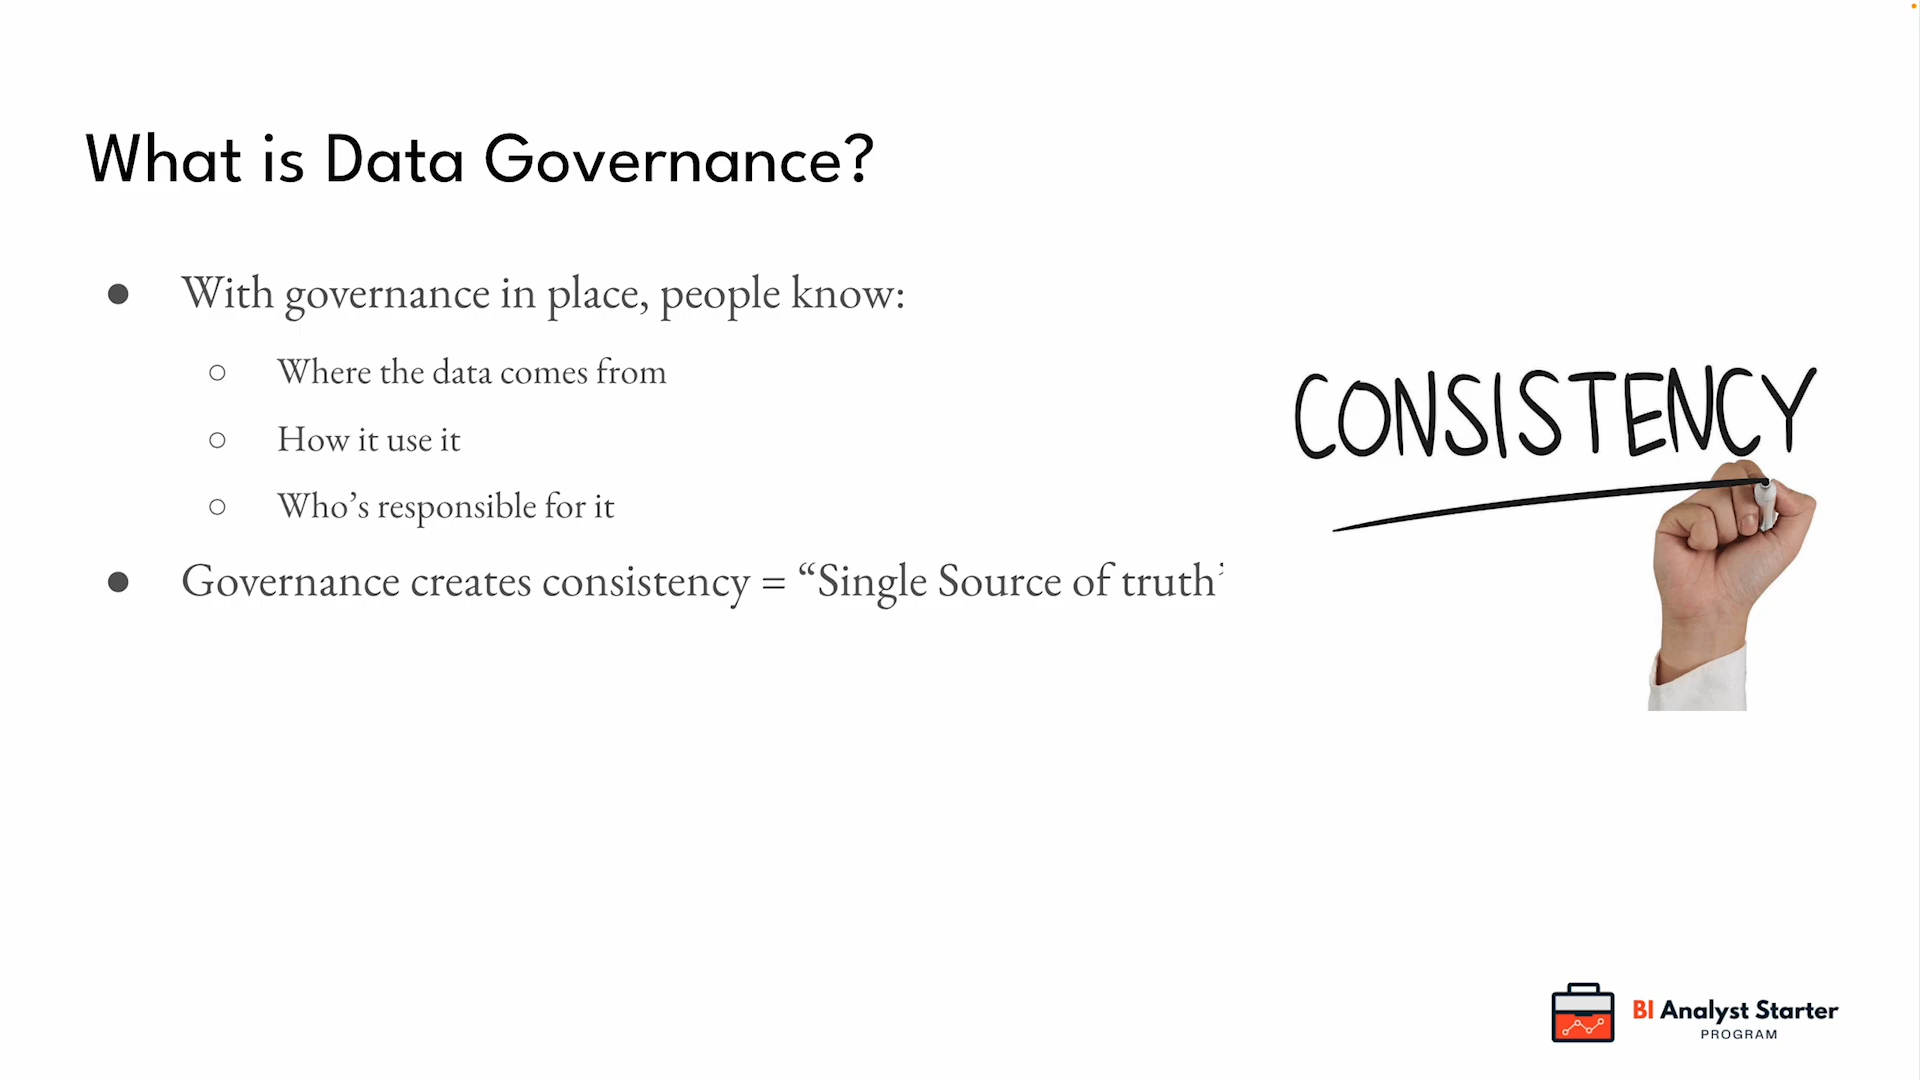 What is Data Governance?
● With governance in place, people know:
○ Where the data comes from
○ How it use it
○ Who’s responsible for it
● Governance creates consistency = “Single Source of truth’
CONSISTENCY
BI Analyst Starter
PROGRAM